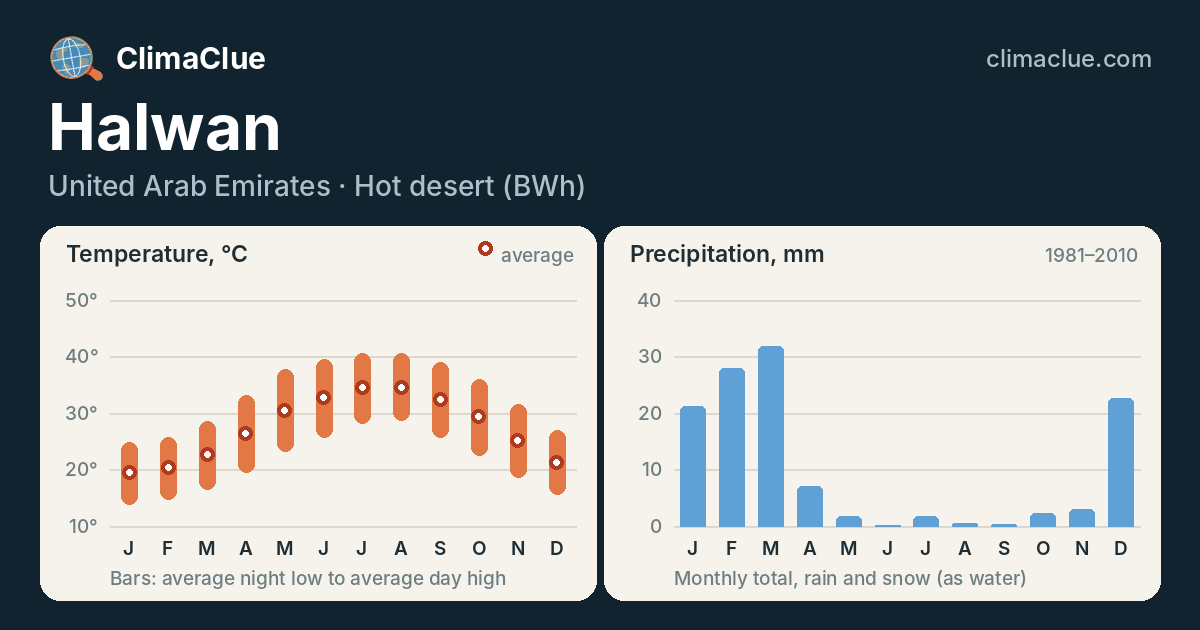 ClimaClue
climaclue.com
Halwan
United Arab Emirates · Hot desert (BWh)
Temperature, °C
average
50°
40°
30°
20°
10°
J F M A M J J A S O N D
Bars: average night low to average day high
Precipitation, mm
1981–2010
40
30
20
10
0
J F M A M J J A S O N D
Monthly total, rain and snow (as water)